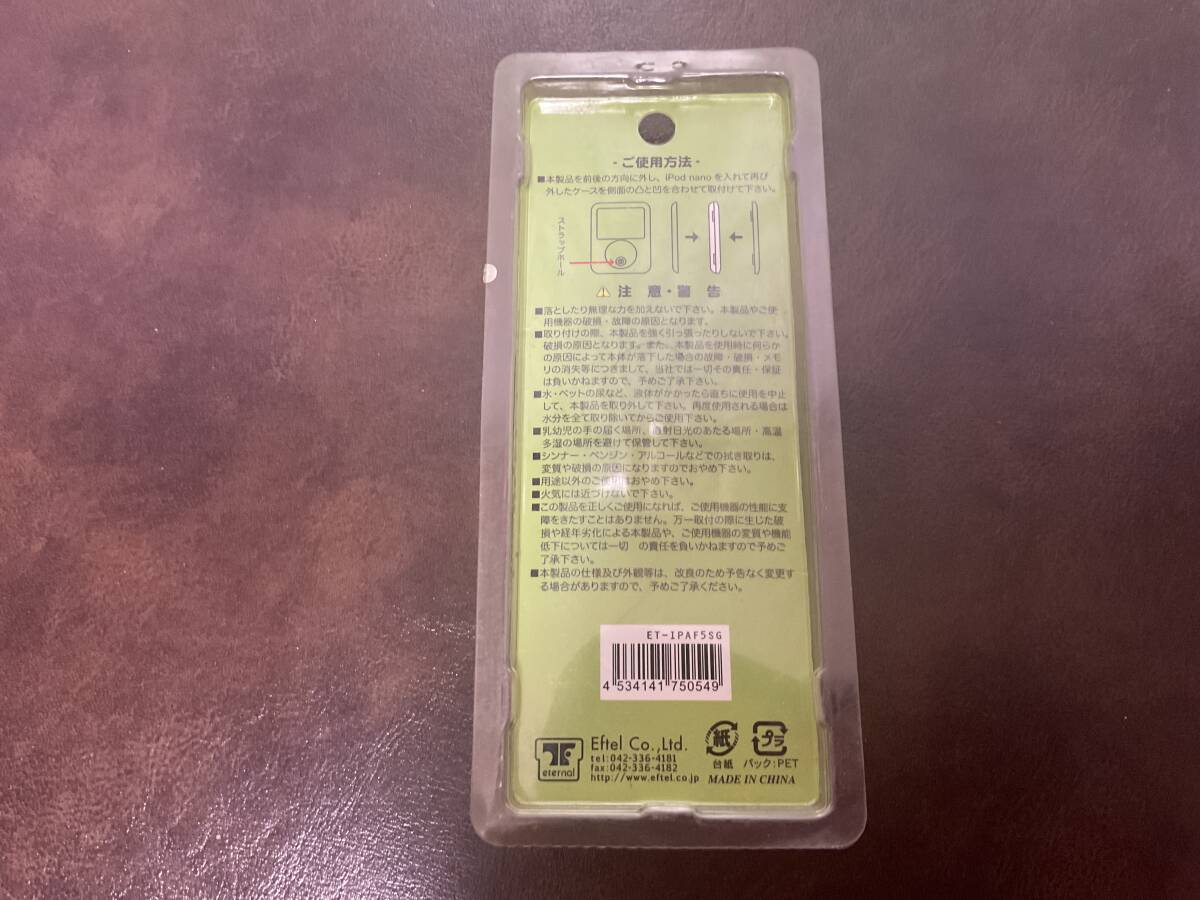 - ご使用方法 -
■本製品を前後の方向に外し、iPod nanoを入れて再び
外したケースを側面の凸と凹を合わせて取付けて下さい。
ストラップホール
⚠ 注 意・警 告
■落としたり無理な力を加えないで下さい。本製品やご使
用機器の破損・故障の原因となります。
■取り付けの際、本製品を強く引っ張ったりしないで下さい。
破損の原因となります。また、本製品を使用時に何らか
の原因によって本体が落下した場合の故障・破損・メモ
リの消失等につきまして、当社では一切その責任・保証
は負いかねますので、予めご了承下さい。
■水・ペットの尿など、液体がかかったら直ちに使用を中止
して、本製品を取り外して下さい。再度使用される場合は
水分を全て取り除いてからご使用下さい。
■乳幼児の手の届く場所、直射日光のあたる場所・高温
多湿の場所を避けて保管して下さい。
■シンナー・ベンジン・アルコールなどでの拭き取りは、
変質や破損の原因になりますのでおやめ下さい。
■用途以外のご使用はおやめ下さい。
■火気には近づけないで下さい。
■この製品を正しくご使用になれば、ご使用機器の性能に支
障をきたすことはありません。万一取付の際に生じた破
損や経年劣化による本製品や、ご使用機器の変質や機能
低下については一切 の責任を負いかねますので予めご
了承下さい。
■本製品の仕様及び外観等は、改良のため予告なく変更す
る場合がありますので、予めご了承ください。
ET-IPAF5SG
4 534141 750549
eternal
Eftel Co.,Ltd.
tel:042-336-4181
fax:042-336-4182
http://www.eftel.co.jp
紙
台紙
プラ
パック:PET
MADE IN CHINA